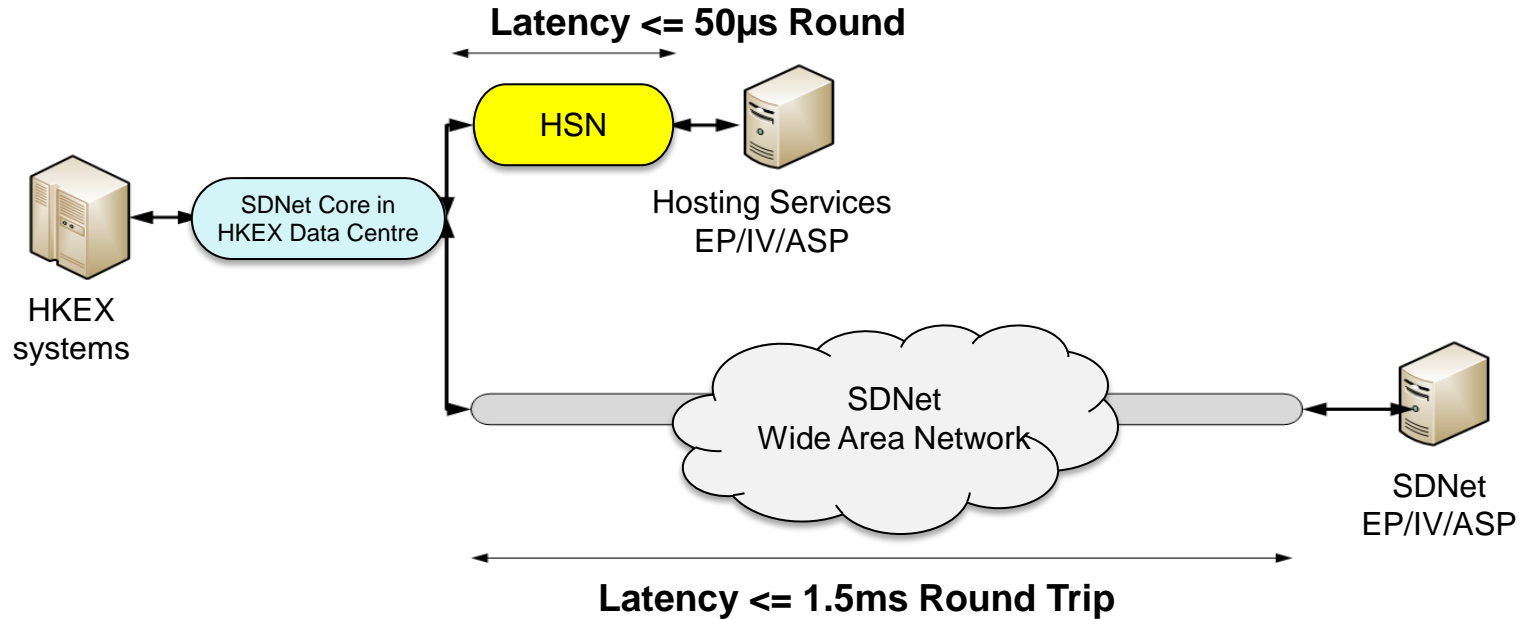 Latency <= 50µs Round
HSN
SDNet Core in
HKEX Data Centre
Hosting Services
EP/IV/ASP
HKEX
systems
SDNet
Wide Area Network
SDNet
EP/IV/ASP
Latency <= 1.5ms Round Trip